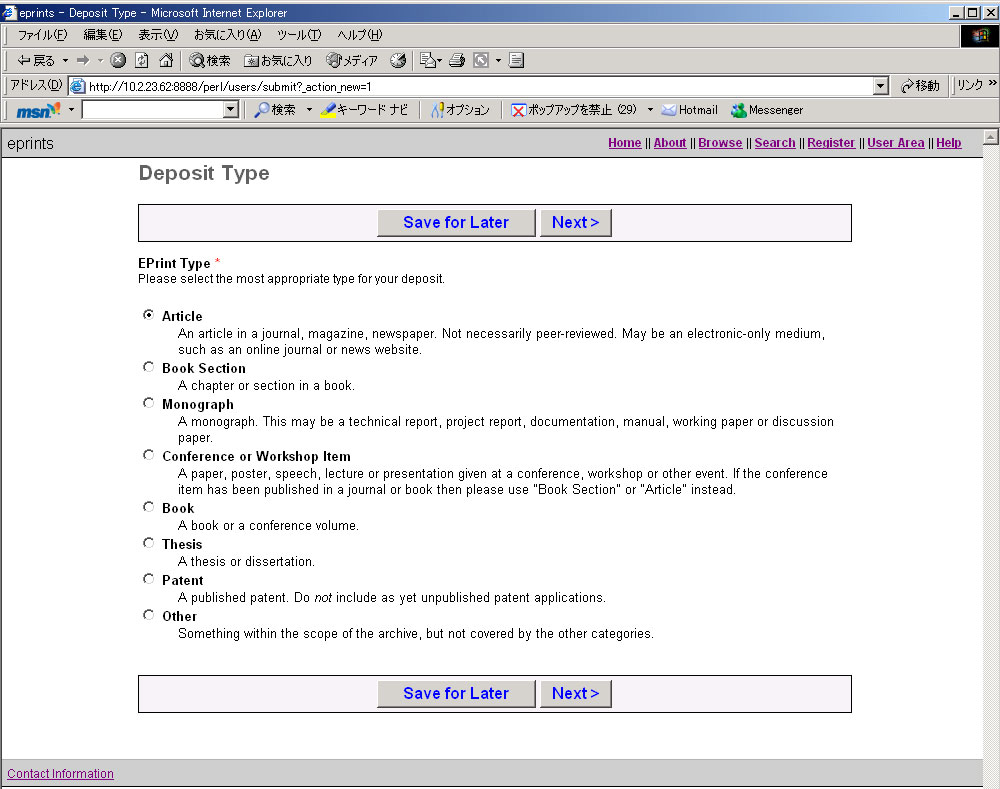 eprints - Deposit Type - Microsoft Internet Explorer
ファイル(F) 編集(E) 表示(V) お気に入り(A) ツール(T) ヘルプ(H)
戻る 検索 お気に入り メディア
アドレス(D) http://10.2.23.62:8888/perl/users/submit?_action_new=1 移動 リンク »
msn 検索 キーワード ナビ オプション ポップアップを禁止 (29) Hotmail Messenger
eprints Home || About || Browse || Search || Register || User Area || Help
Deposit Type
Save for Later Next >
EPrint Type *
Please select the most appropriate type for your deposit.
Article
An article in a journal, magazine, newspaper. Not necessarily peer-reviewed. May be an electronic-only medium,
such as an online journal or news website.
Book Section
A chapter or section in a book.
Monograph
A monograph. This may be a technical report, project report, documentation, manual, working paper or discussion
paper.
Conference or Workshop Item
A paper, poster, speech, lecture or presentation given at a conference, workshop or other event. If the conference
item has been published in a journal or book then please use "Book Section" or "Article" instead.
Book
A book or a conference volume.
Thesis
A thesis or dissertation.
Patent
A published patent. Do not include as yet unpublished patent applications.
Other
Something within the scope of the archive, but not covered by the other categories.
Save for Later Next >
Contact Information